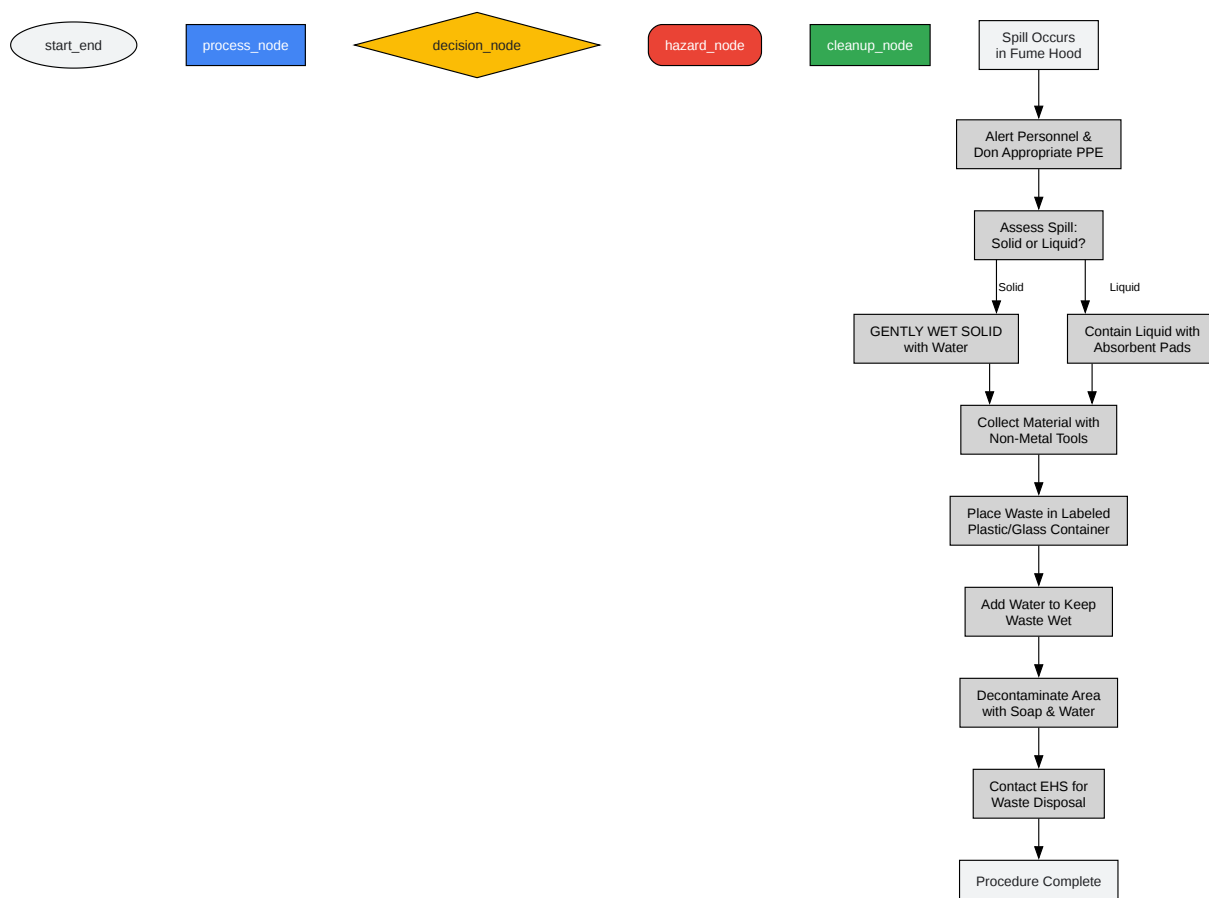 start_end
process_node
decision_node
hazard_node
cleanup_node
Spill Occurs
in Fume Hood
Alert Personnel &
Don Appropriate PPE
Assess Spill:
Solid or Liquid?
Solid
Liquid
GENTLY WET SOLID
with Water
Contain Liquid with
Absorbent Pads
Collect Material with
Non-Metal Tools
Place Waste in Labeled
Plastic/Glass Container
Add Water to Keep
Waste Wet
Decontaminate Area
with Soap & Water
Contact EHS for
Waste Disposal
Procedure Complete